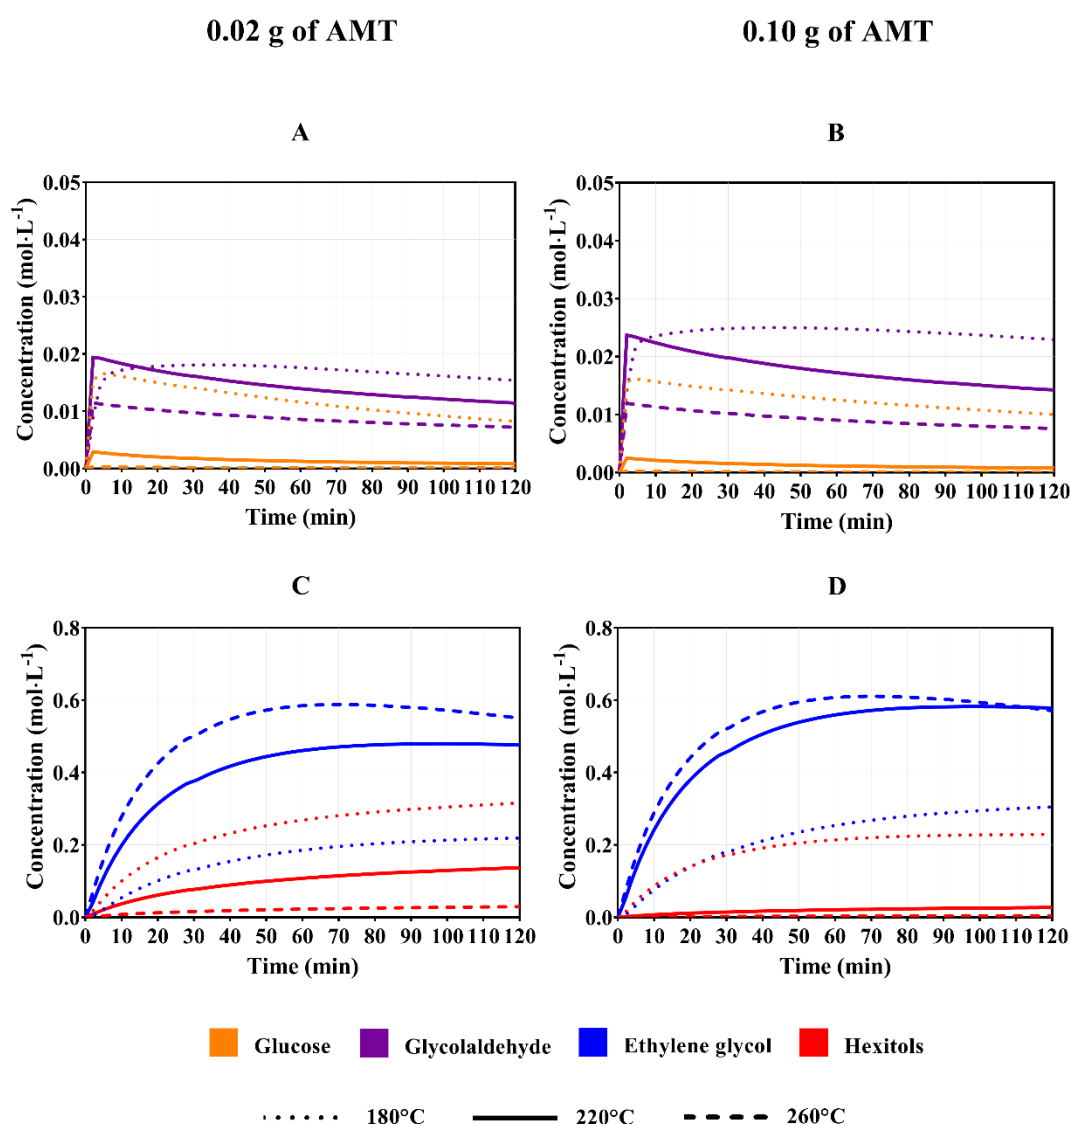 0.02 g of AMT
0.10 g of AMT
A
B
Concentration (mol·L⁻¹)
0.05
0.04
0.03
0.02
0.01
0.00
0 10 20 30 40 50 60 70 80 90 100 110 120
Time (min)
Concentration (mol·L⁻¹)
0.05
0.04
0.03
0.02
0.01
0.00
0 10 20 30 40 50 60 70 80 90 100 110 120
Time (min)
C
D
Concentration (mol·L⁻¹)
0.8
0.6
0.4
0.2
0.0
0 10 20 30 40 50 60 70 80 90 100 110 120
Time (min)
Concentration (mol·L⁻¹)
0.8
0.6
0.4
0.2
0.0
0 10 20 30 40 50 60 70 80 90 100 110 120
Time (min)
Glucose Glycolaldehyde Ethylene glycol Hexitols
180°C 220°C 260°C